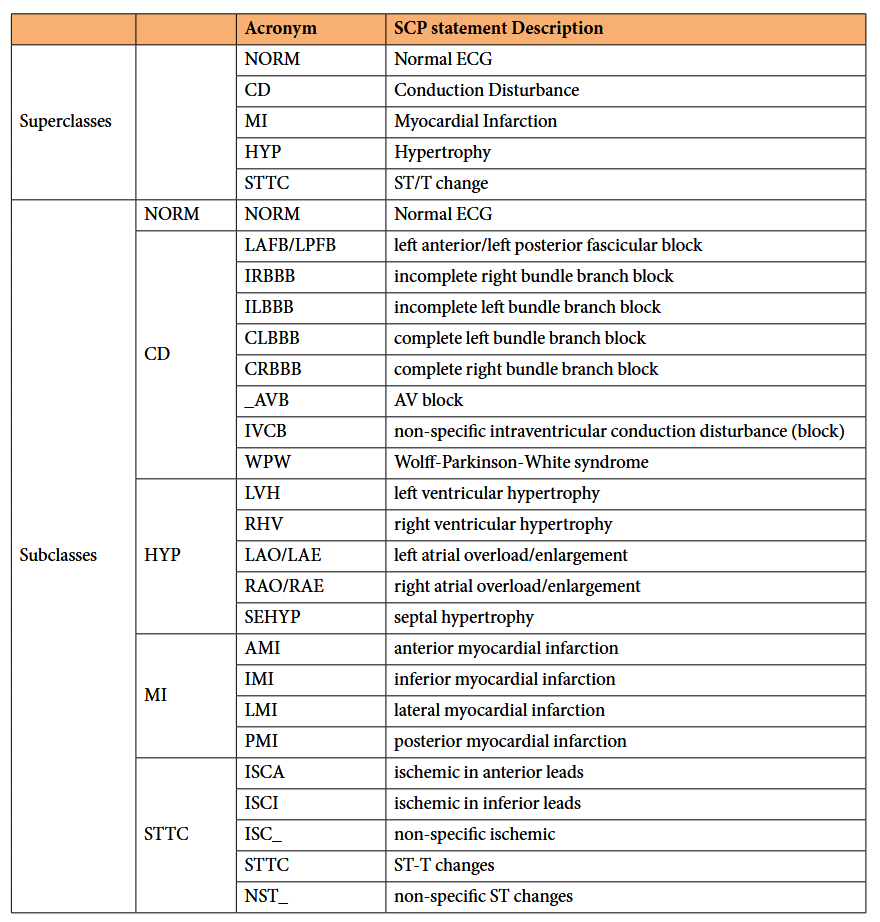 Acronym SCP statement Description
Superclasses
NORM Normal ECG
CD Conduction Disturbance
MI Myocardial Infarction
HYP Hypertrophy
STTC ST/T change
Subclasses
NORM
NORM Normal ECG
CD
LAFB/LPFB left anterior/left posterior fascicular block
IRBBB incomplete right bundle branch block
ILBBB incomplete left bundle branch block
CLBBB complete left bundle branch block
CRBBB complete right bundle branch block
_AVB AV block
IVCB non-specific intraventricular conduction disturbance (block)
WPW Wolff-Parkinson-White syndrome
HYP
LVH left ventricular hypertrophy
RHV right ventricular hypertrophy
LAO/LAE left atrial overload/enlargement
RAO/RAE right atrial overload/enlargement
SEHYP septal hypertrophy
MI
AMI anterior myocardial infarction
IMI inferior myocardial infarction
LMI lateral myocardial infarction
PMI posterior myocardial infarction
STTC
ISCA ischemic in anterior leads
ISCI ischemic in inferior leads
ISC_ non-specific ischemic
STTC ST-T changes
NST_ non-specific ST changes